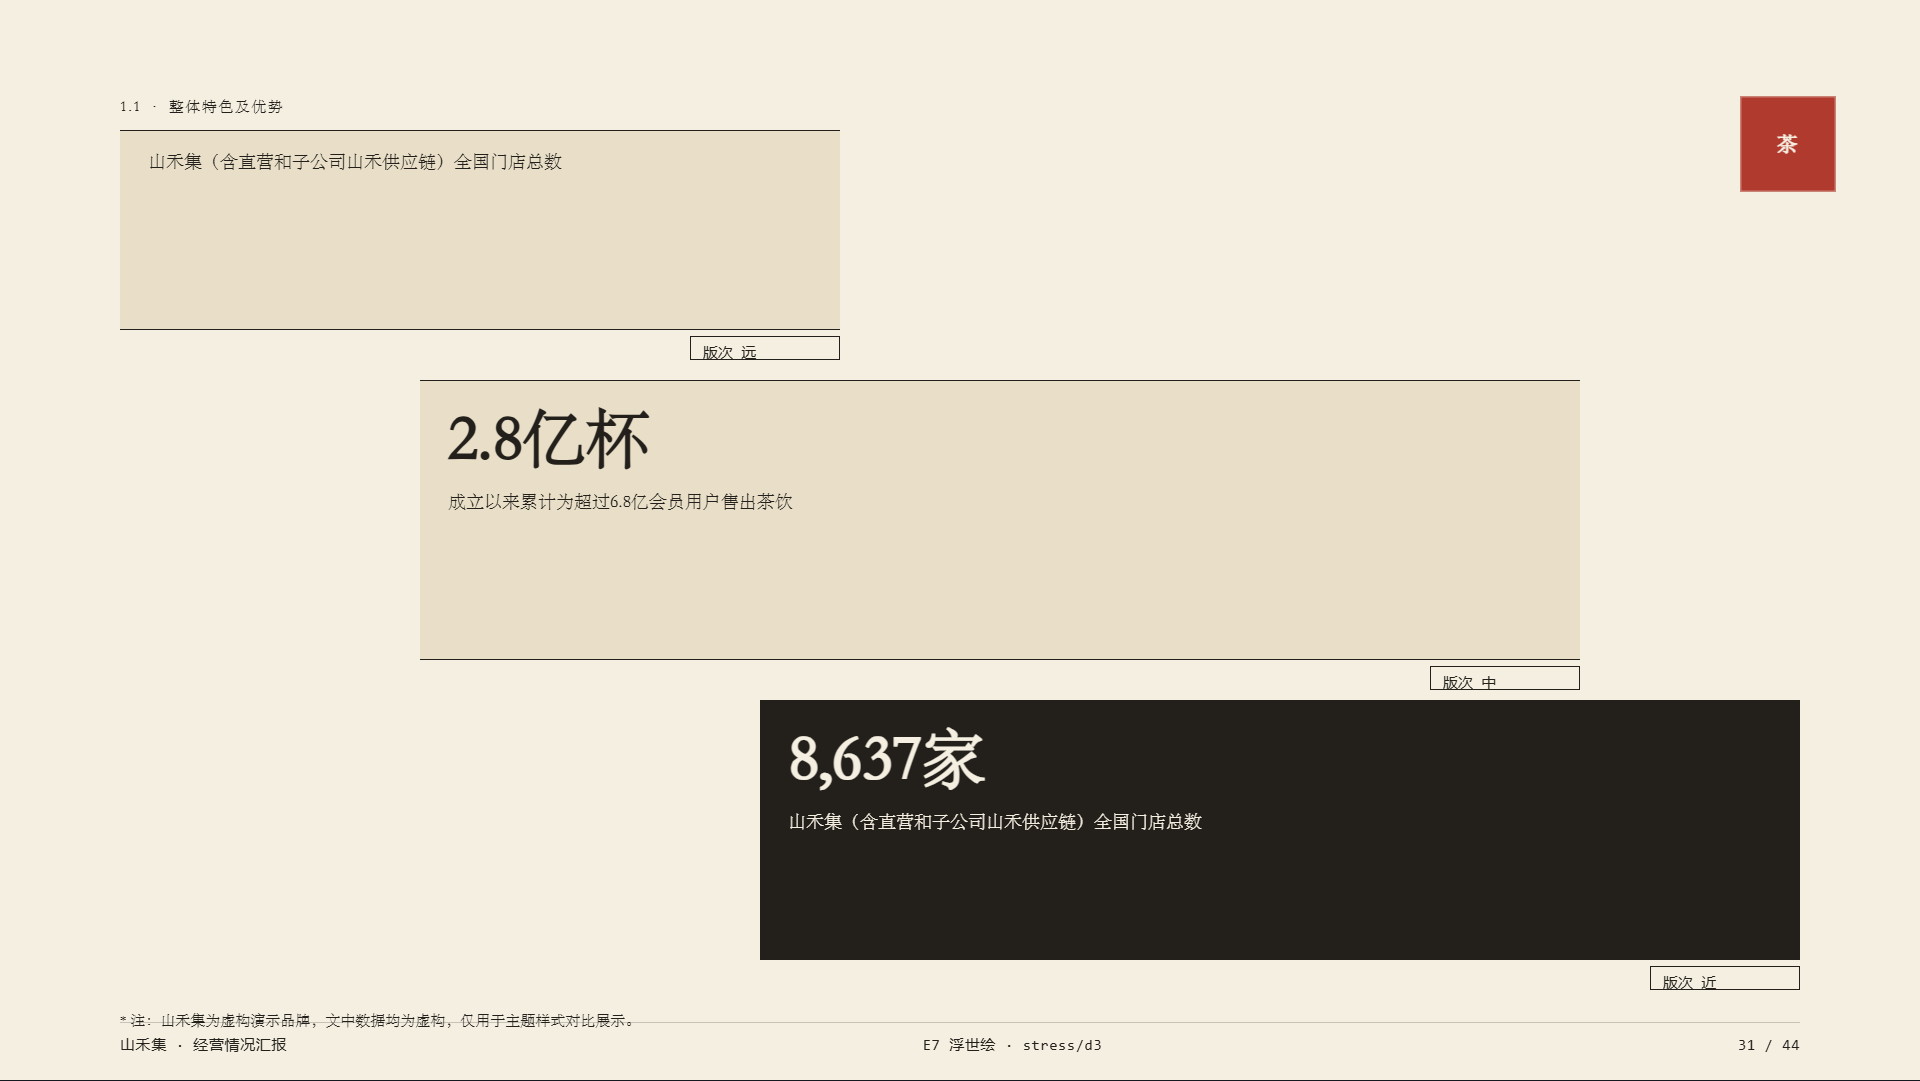 1.1 · 整体特色及优势
茶
山禾集（含直营和子公司山禾供应链）全国门店总数
版次 远
2.8亿杯
成立以来累计为超过6.8亿会员用户售出茶饮
版次 中
8,637家
山禾集（含直营和子公司山禾供应链）全国门店总数
版次 近
* 注：山禾集为虚构演示品牌，文中数据均为虚构，仅用于主题样式对比展示。
山禾集 · 经营情况汇报
E7 浮世绘 · stress/d3
31 / 44